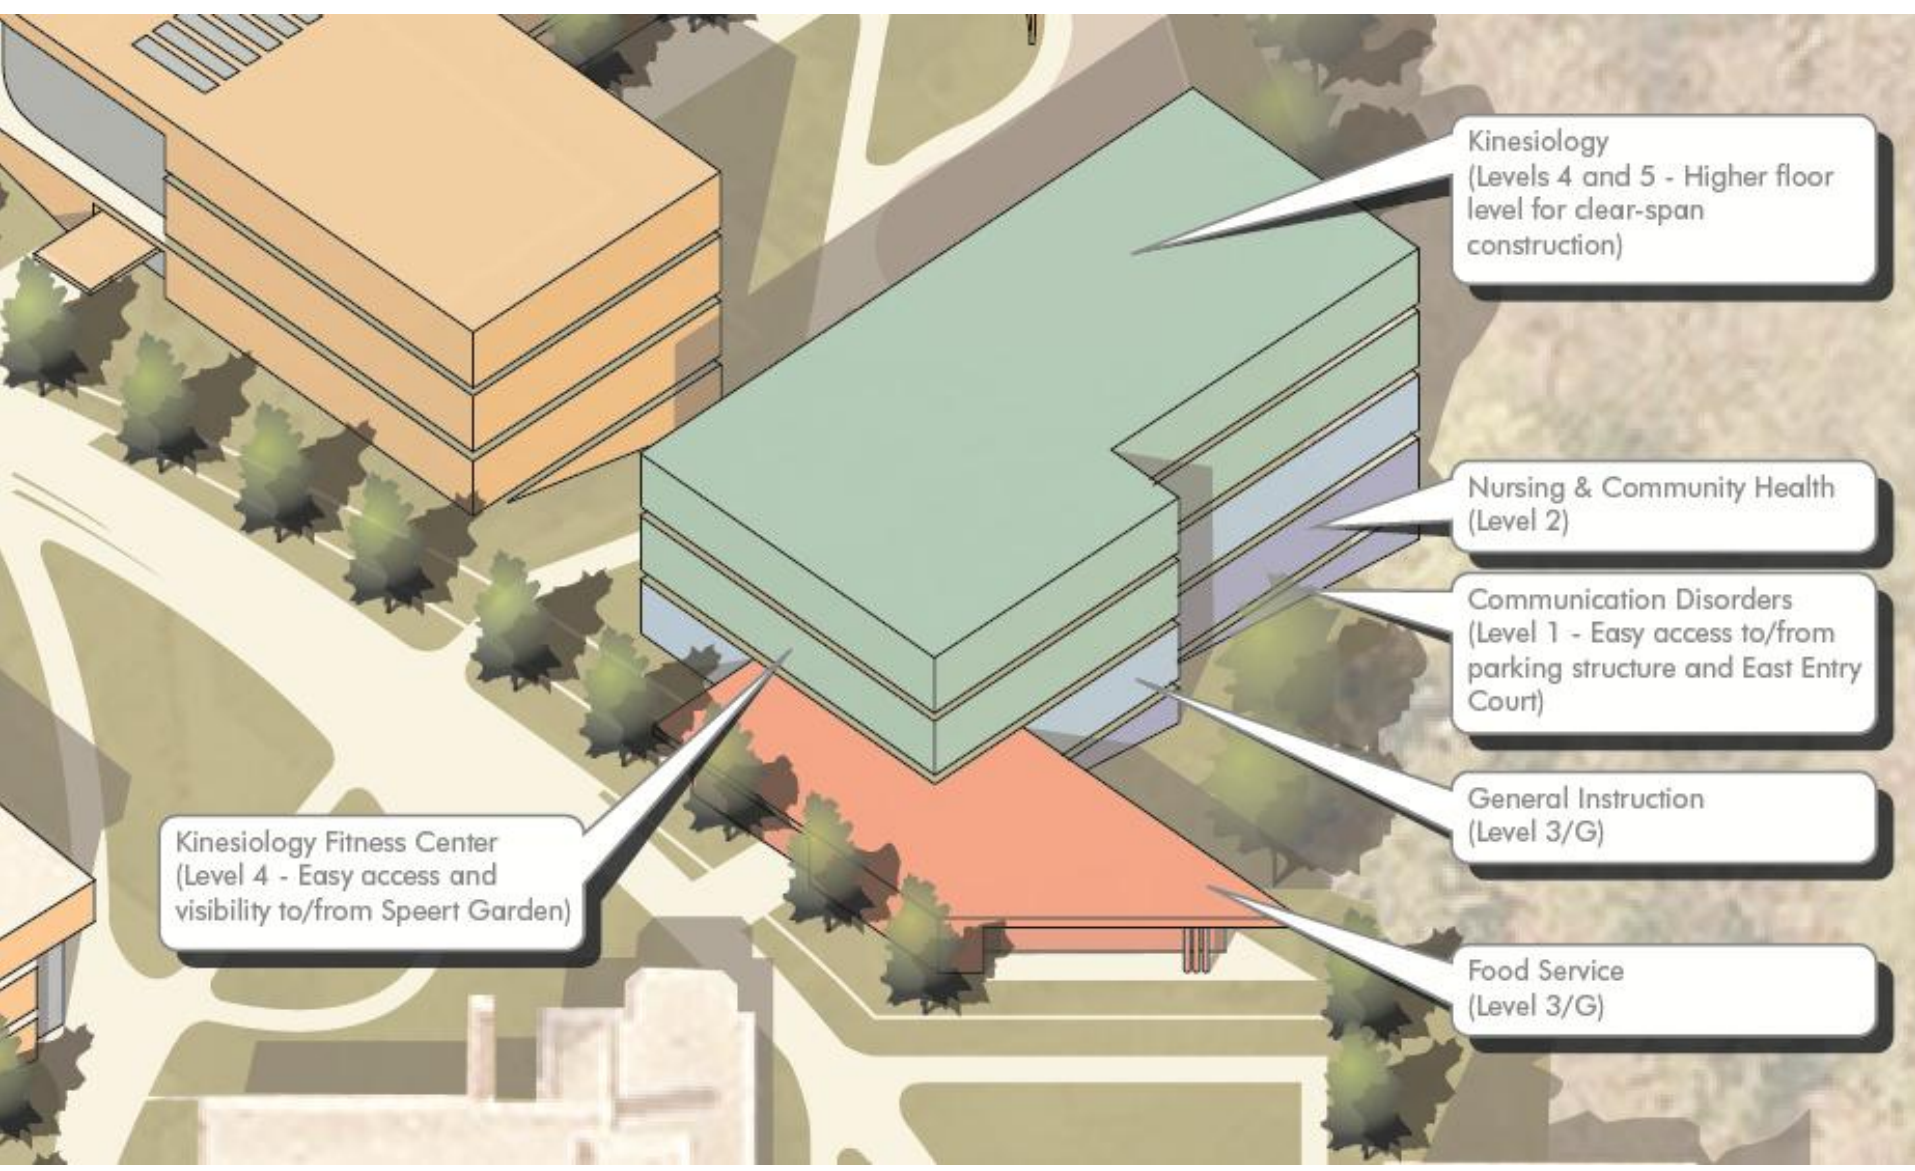 Kinesiology
(Levels 4 and 5 - Higher floor
level for clear-span
construction)
Nursing & Community Health
(Level 2)
Communication Disorders
(Level 1 - Easy access to/from
parking structure and East Entry
Court)
General Instruction
(Level 3/G)
Kinesiology Fitness Center
(Level 4 - Easy access and
visibility to/from Speert Garden)
Food Service
(Level 3/G)